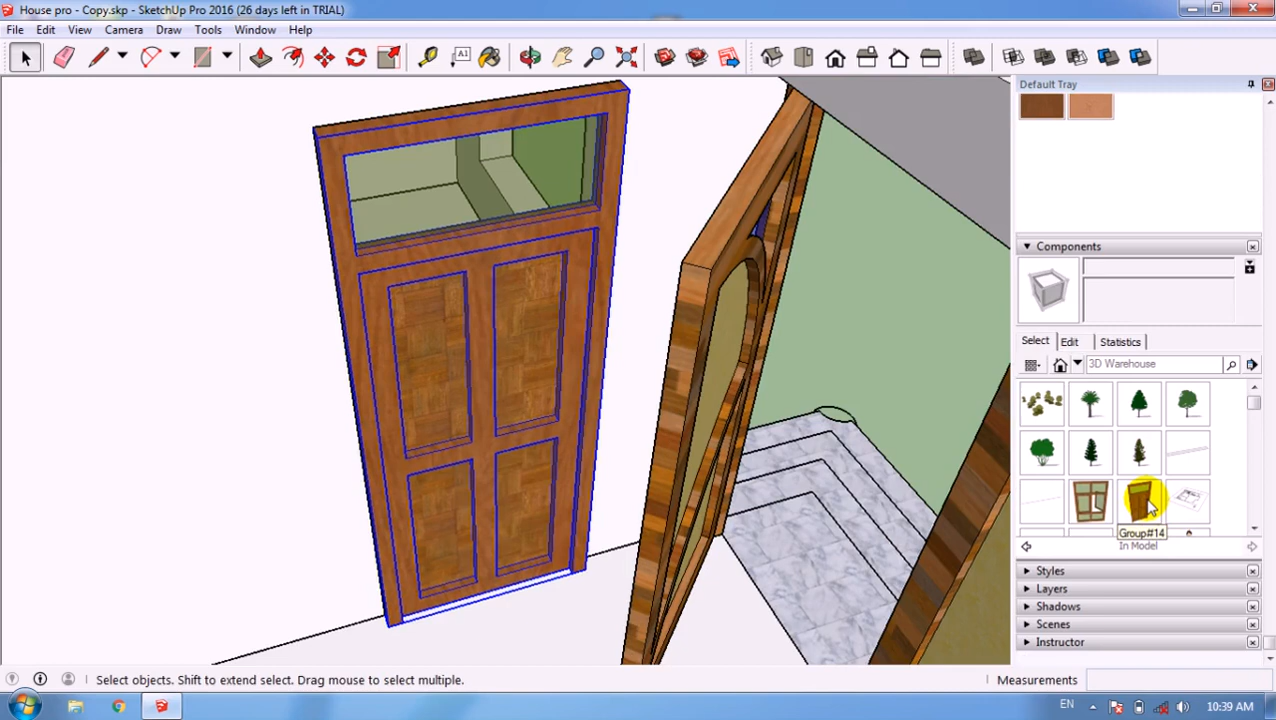 House pro - Copy.skp - SketchUp Pro 2016 (26 days left in TRIAL)
File Edit View Camera Draw Tools Window Help
A1
Default Tray
Components
Select Edit Statistics
3D Warehouse
Group#14
In Model
Styles
Layers
Shadows
Scenes
Instructor
Select objects. Shift to extend select. Drag mouse to select multiple.
Measurements
EN
10:39 AM